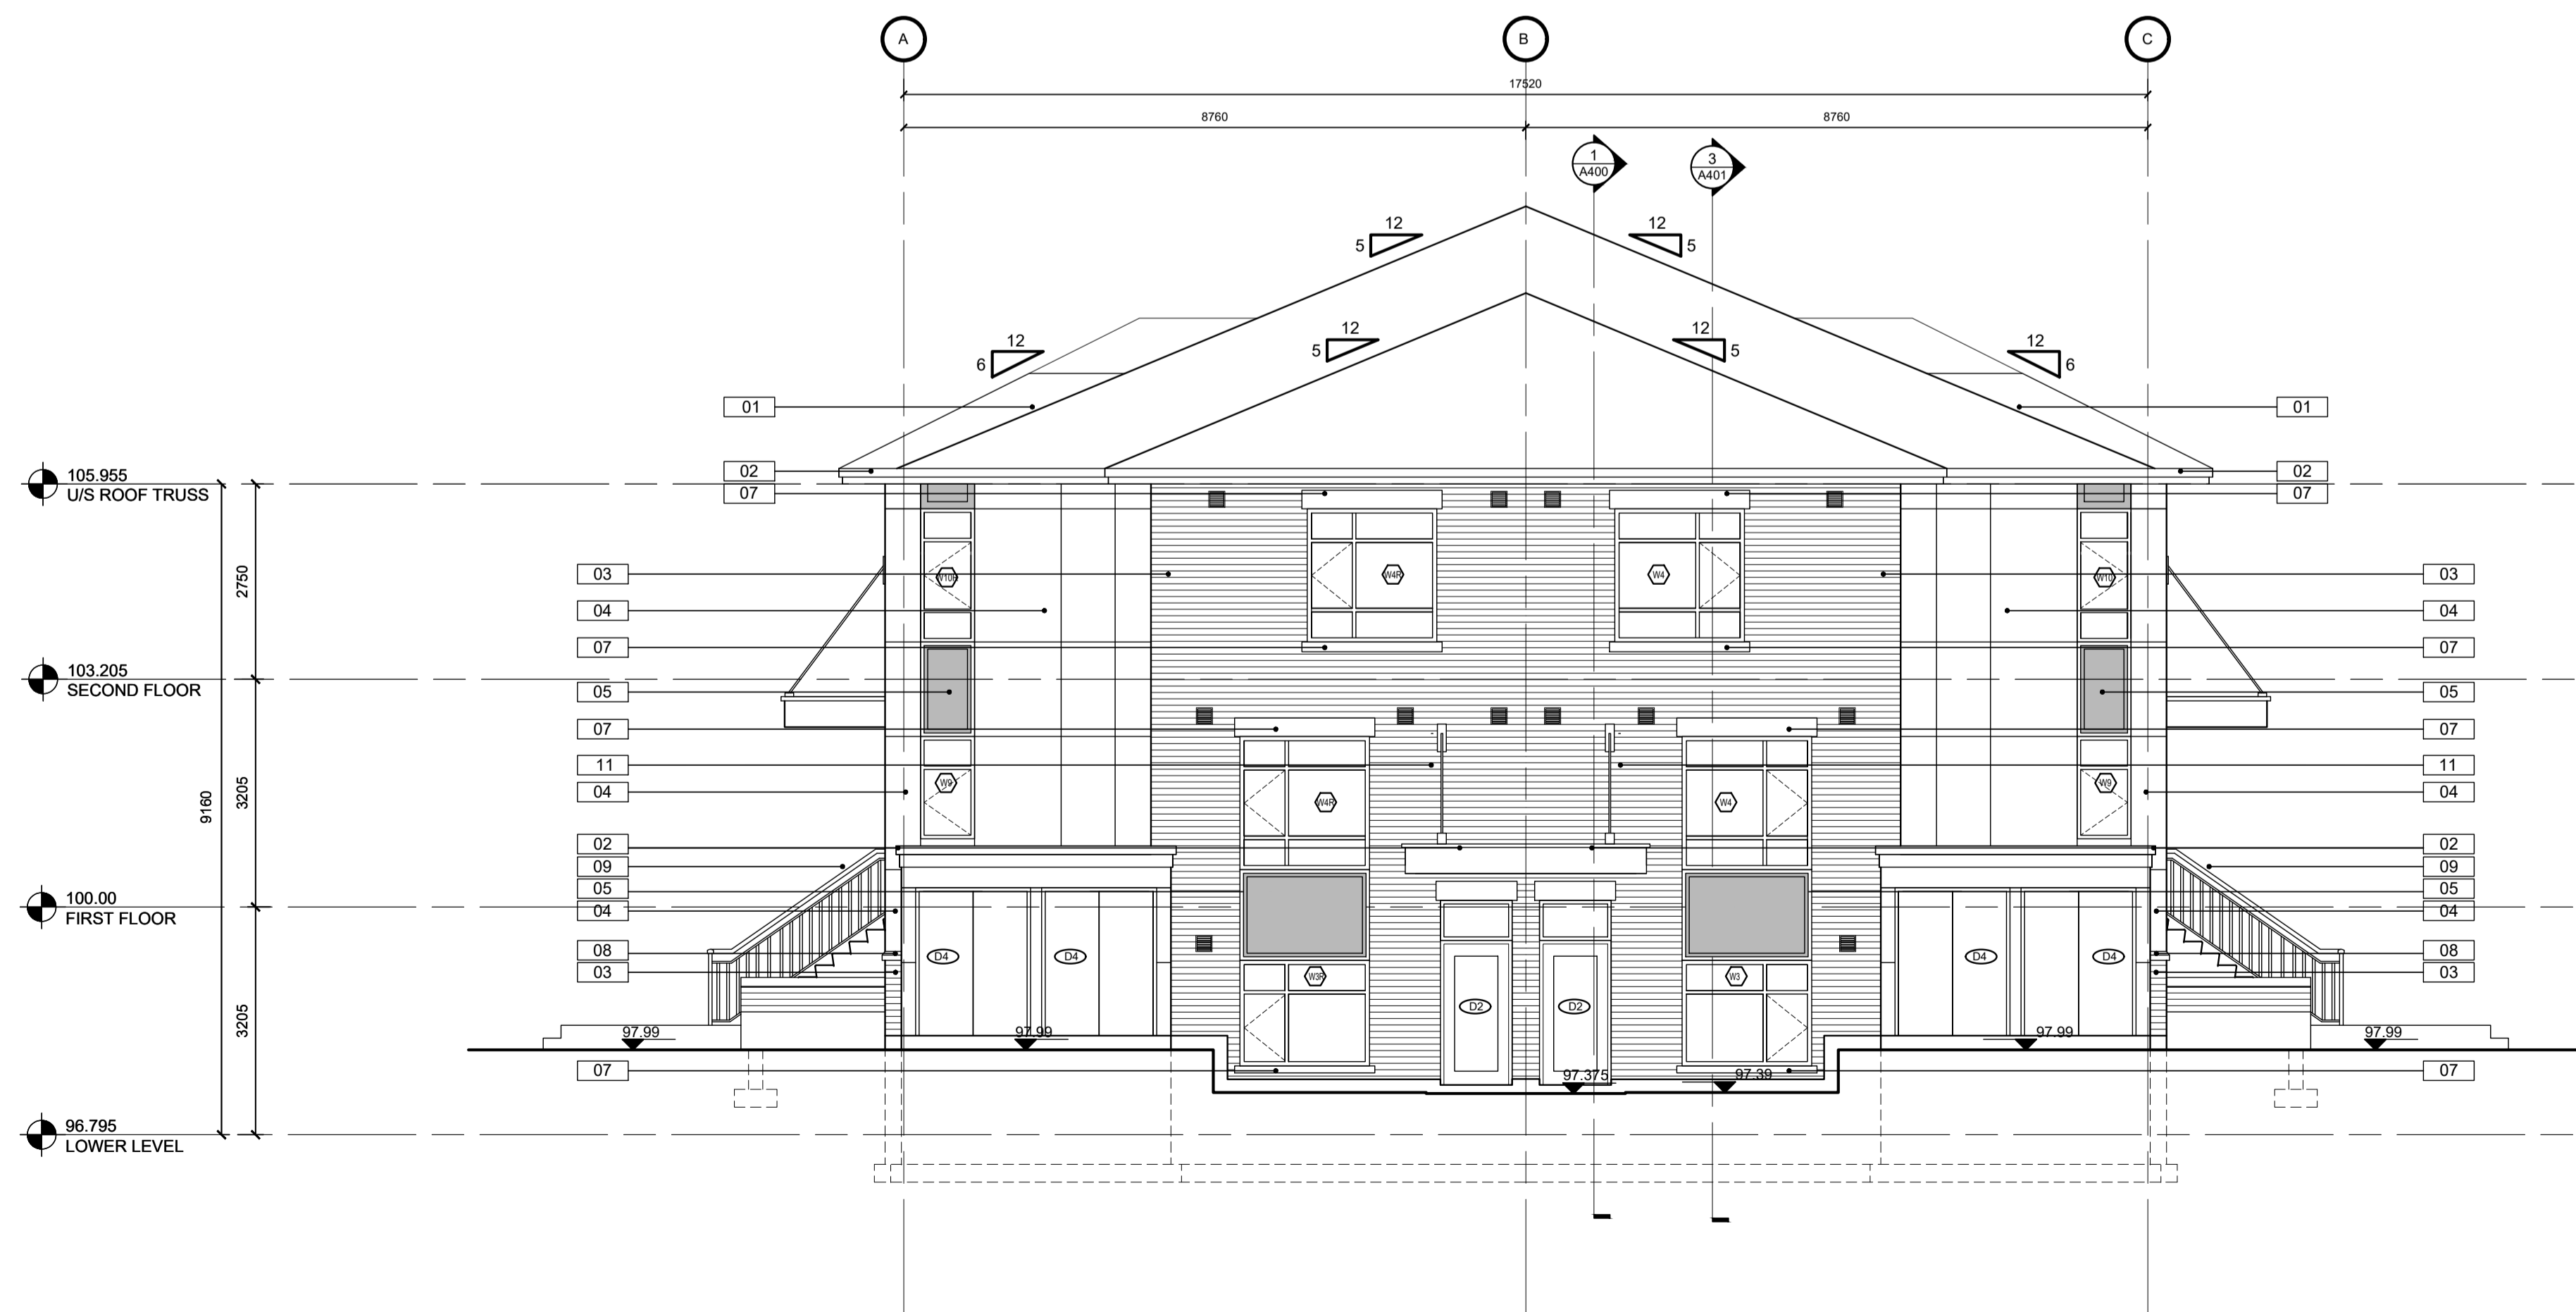 A
B
C
17520
8760
8760
1
A400
3
A401
12
5
12
5
12
6
12
5
12
5
12
6
01
01
02
02
07
07
105.955
U/S ROOF TRUSS
2750
03
W10R
W4R
W4
W10
03
04
04
07
07
103.205
SECOND FLOOR
05
05
07
07
11
11
3205
9160
04
W9
W4R
W4
W9
04
02
02
09
09
05
05
100.00
FIRST FLOOR
04
04
08
D4
D4
D4
D4
08
03
W3R
W3
03
D2
D2
3205
97.99
97.99
97.99
97.99
07
97.375
97.39
07
96.795
LOWER LEVEL